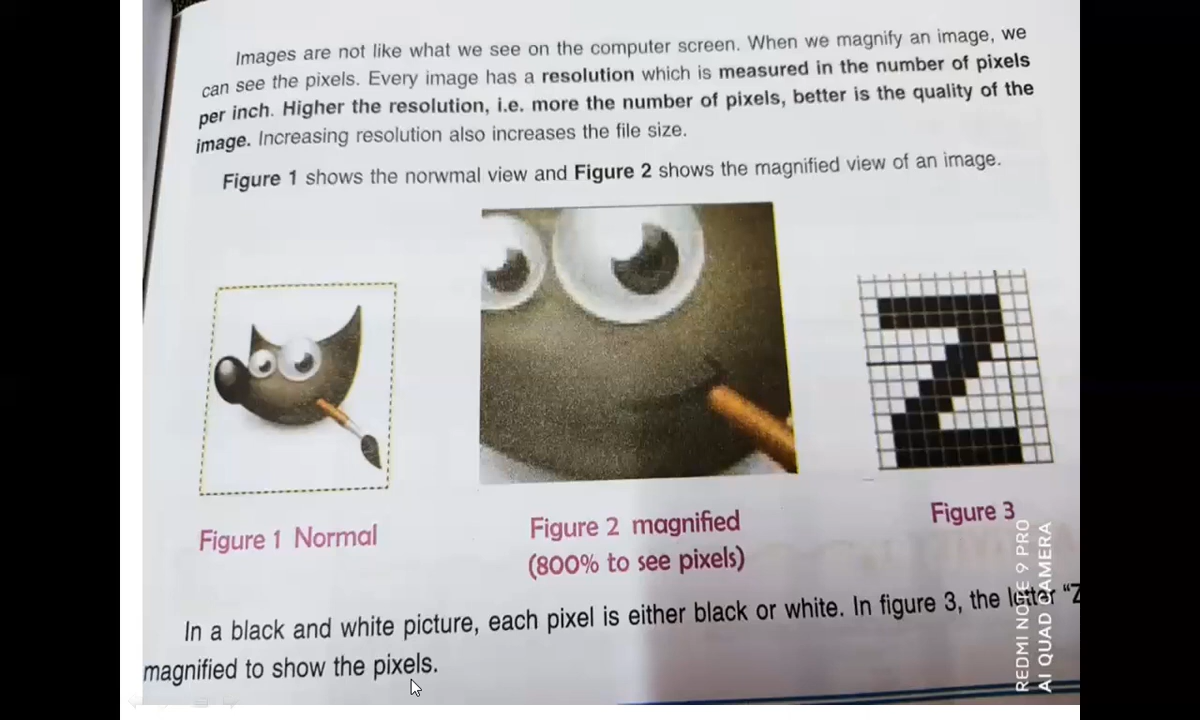 Images are not like what we see on the computer screen. When we magnify an image, we
can see the pixels. Every image has a resolution which is measured in the number of pixels
per inch. Higher the resolution, i.e. more the number of pixels, better is the quality of the
image. Increasing resolution also increases the file size.
Figure 1 shows the norwmal view and Figure 2 shows the magnified view of an image.
Z
Figure 1 Normal
Figure 2 magnified
(800% to see pixels)
Figure 3
In a black and white picture, each pixel is either black or white. In figure 3, the letter “Z
magnified to show the pixels.
REDMI NOTE 9 PRO
AI QUAD CAMERA